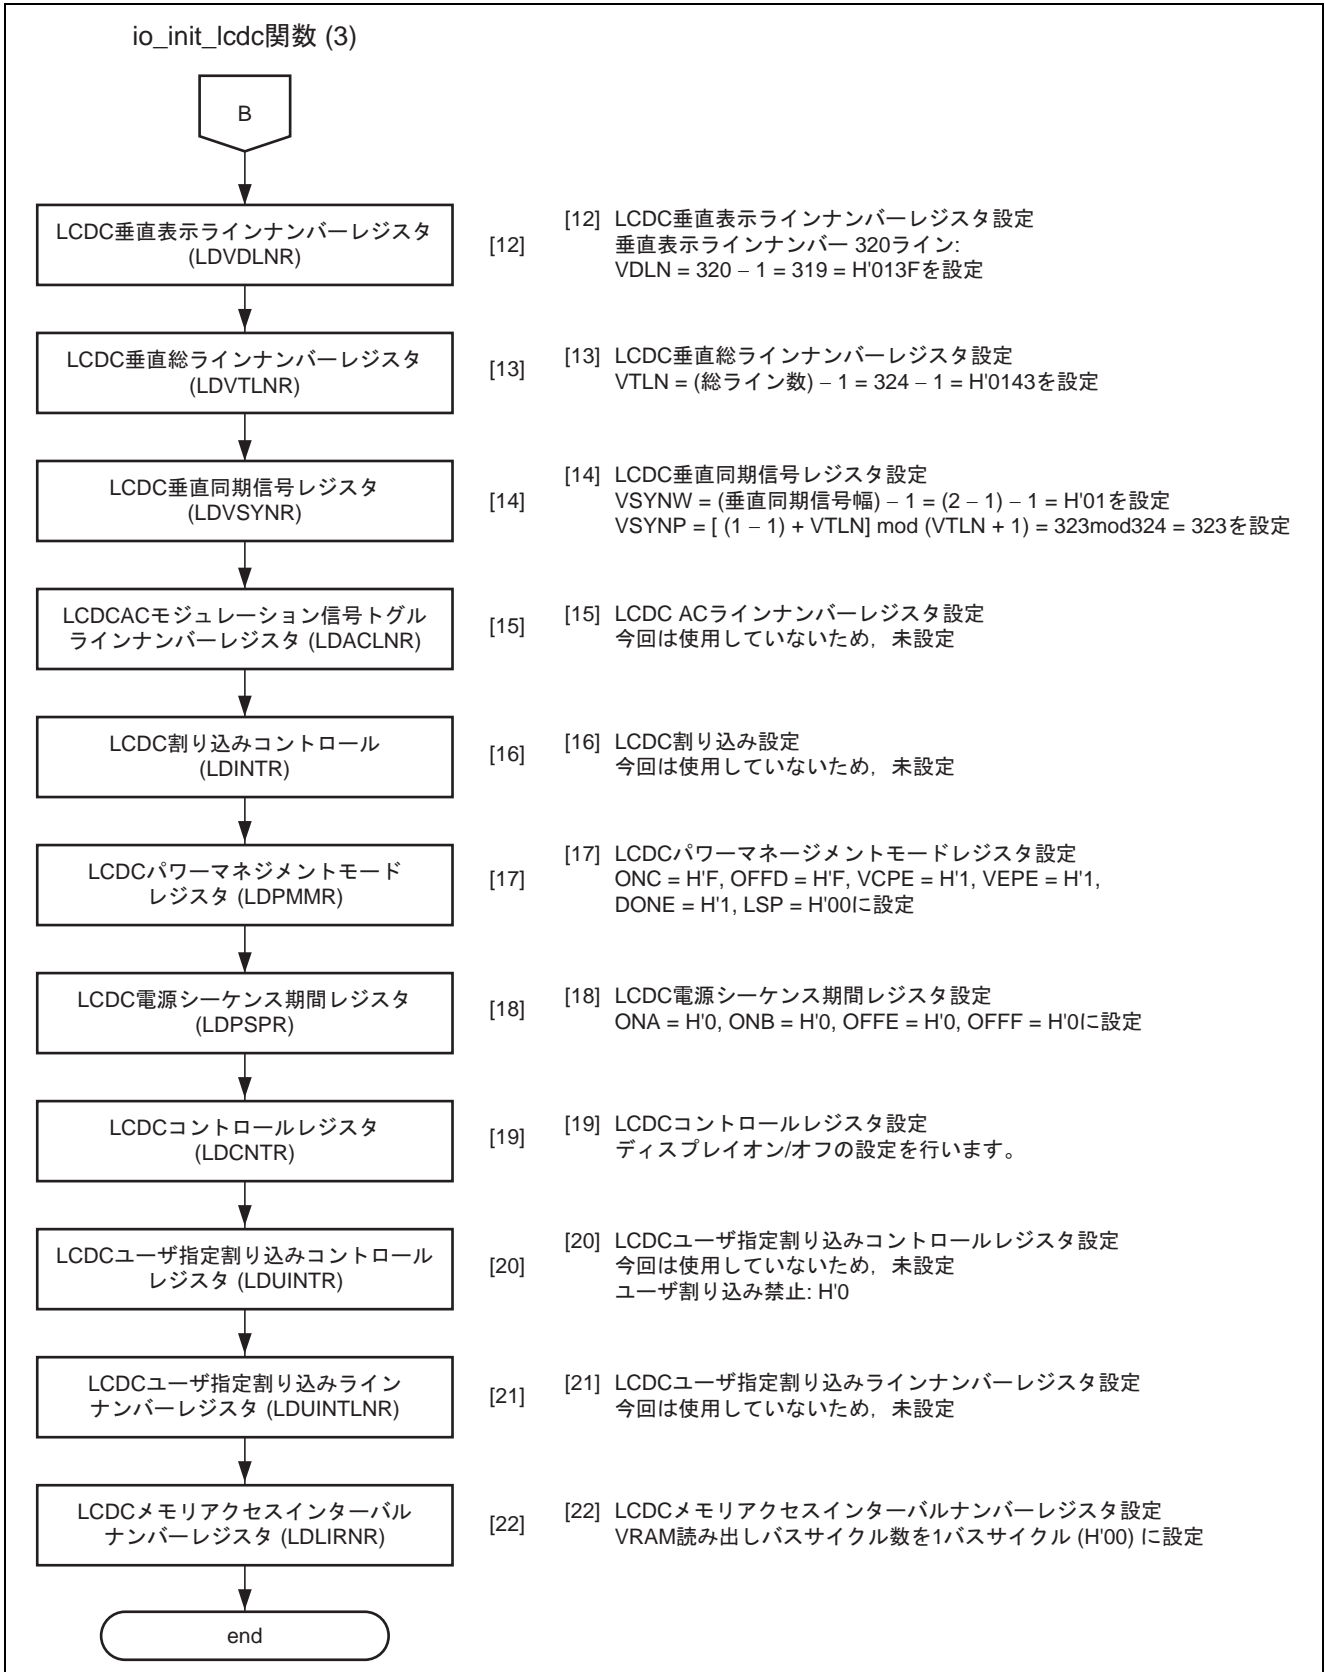 io_init_lcdc関数 (3)
B
LCDC垂直表示ラインナンバーレジスタ
(LDVDLNR)
[12]
[12] LCDC垂直表示ラインナンバーレジスタ設定
垂直表示ラインナンバー 320ライン:
VDLN = 320 − 1 = 319 = H'013Fを設定
LCDC垂直総ラインナンバーレジスタ
(LDVTLNR)
[13]
[13] LCDC垂直総ラインナンバーレジスタ設定
VTLN = (総ライン数) − 1 = 324 − 1 = H'0143を設定
LCDC垂直同期信号レジスタ
(LDVSYNR)
[14]
[14] LCDC垂直同期信号レジスタ設定
VSYNW = (垂直同期信号幅) − 1 = (2 − 1) − 1 = H'01を設定
VSYNP = [ (1 − 1) + VTLN] mod (VTLN + 1) = 323mod324 = 323を設定
LCDCACモジュレーション信号トグル
ラインナンバーレジスタ (LDACLNR)
[15]
[15] LCDC ACラインナンバーレジスタ設定
今回は使用していないため，未設定
LCDC割り込みコントロール
(LDINTR)
[16]
[16] LCDC割り込み設定
今回は使用していないため，未設定
LCDCパワーマネジメントモード
レジスタ (LDPMMR)
[17]
[17] LCDCパワーマネージメントモードレジスタ設定
ONC = H'F, OFFD = H'F, VCPE = H'1, VEPE = H'1,
DONE = H'1, LSP = H'00に設定
LCDC電源シーケンス期間レジスタ
(LDPSPR)
[18]
[18] LCDC電源シーケンス期間レジスタ設定
ONA = H'0, ONB = H'0, OFFE = H'0, OFFF = H'0に設定
LCDCコントロールレジスタ
(LDCNTR)
[19]
[19] LCDCコントロールレジスタ設定
ディスプレイオン/オフの設定を行います。
LCDCユーザ指定割り込みコントロール
レジスタ (LDUINTR)
[20]
[20] LCDCユーザ指定割り込みコントロールレジスタ設定
今回は使用していないため，未設定
ユーザ割り込み禁止: H'0
LCDCユーザ指定割り込みライン
ナンバーレジスタ (LDUINTLNR)
[21]
[21] LCDCユーザ指定割り込みラインナンバーレジスタ設定
今回は使用していないため，未設定
LCDCメモリアクセスインターバル
ナンバーレジスタ (LDLIRNR)
[22]
[22] LCDCメモリアクセスインターバルナンバーレジスタ設定
VRAM読み出しバスサイクル数を1バスサイクル (H'00) に設定
end